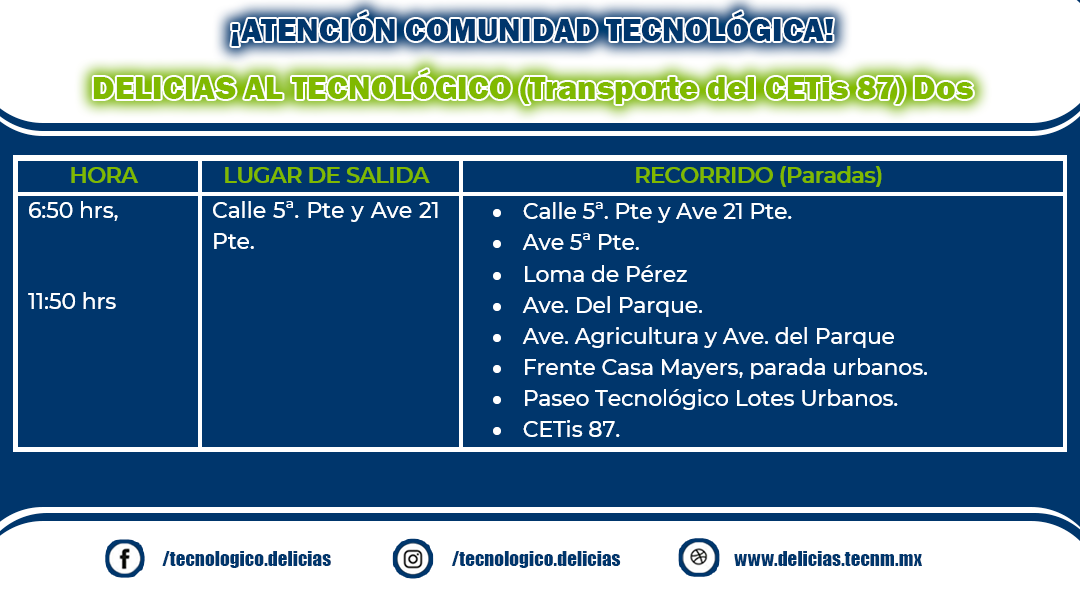 ¡ATENCIÓN COMUNIDAD TECNOLÓGICA!
DELICIAS AL TECNOLÓGICO (Transporte del CETis 87) Dos
HORA
LUGAR DE SALIDA
RECORRIDO (Paradas)
6:50 hrs,
11:50 hrs
Calle 5ª. Pte y Ave 21
Pte.
• Calle 5ª. Pte y Ave 21 Pte.
• Ave 5ª Pte.
• Loma de Pérez
• Ave. Del Parque.
• Ave. Agricultura y Ave. del Parque
• Frente Casa Mayers, parada urbanos.
• Paseo Tecnológico Lotes Urbanos.
• CETis 87.
/tecnologico.delicias
/tecnologico.delicias
www.delicias.tecnm.mx